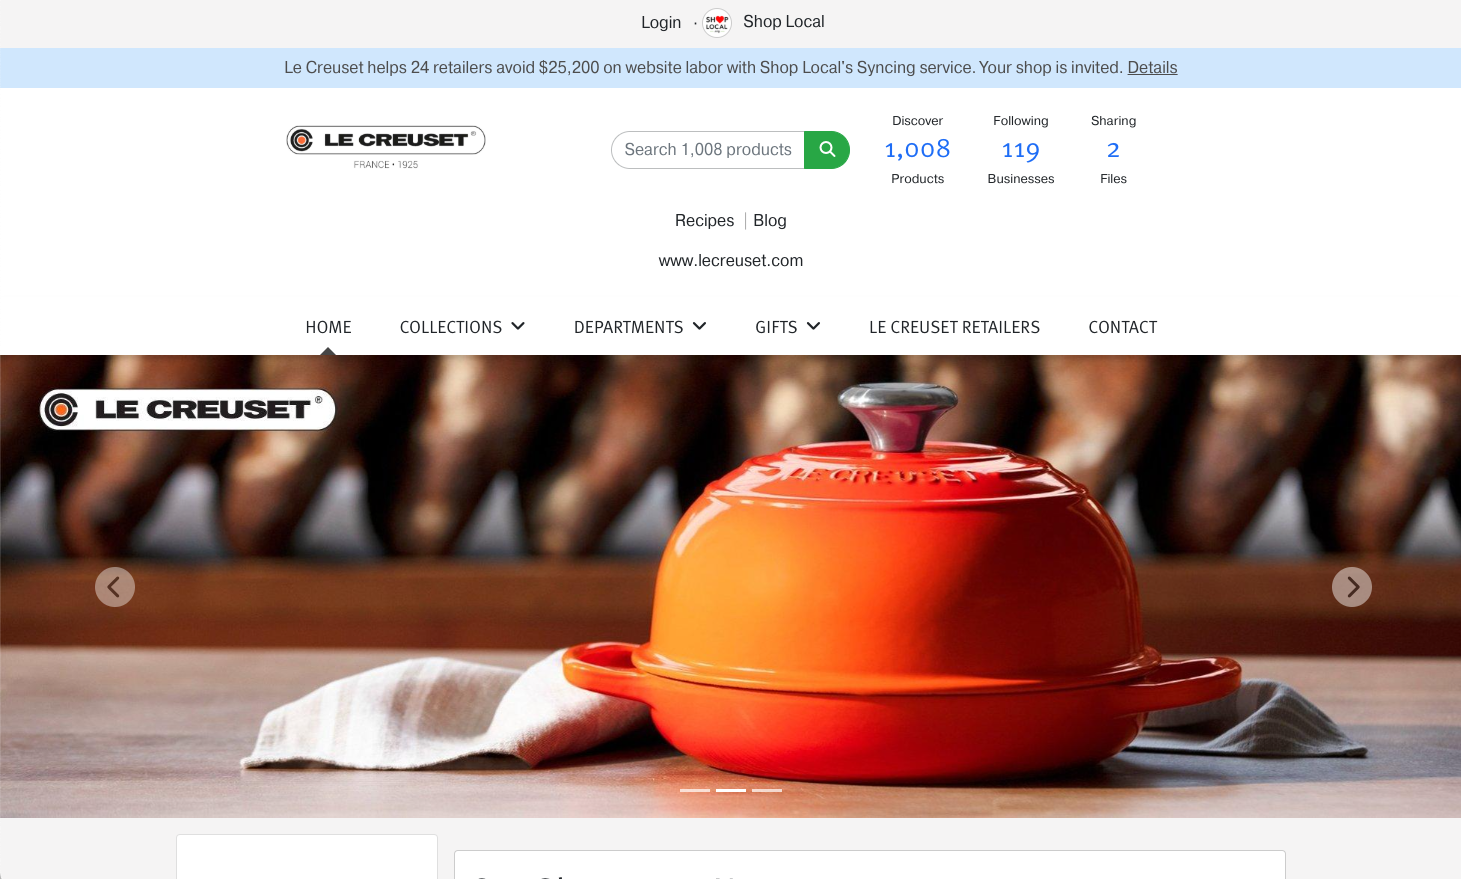 Login · SHOP LOCAL Shop Local
Le Creuset helps 24 retailers avoid $25,200 on website labor with Shop Local's Syncing service. Your shop is invited. Details
LE CREUSET®
FRANCE • 1925
Search 1,008 products
Discover
1,008
Products
Following
119
Businesses
Sharing
2
Files
Recipes | Blog
www.lecreuset.com
HOME COLLECTIONS DEPARTMENTS GIFTS LE CREUSET RETAILERS CONTACT
LE CREUSET®
LE CREUSET